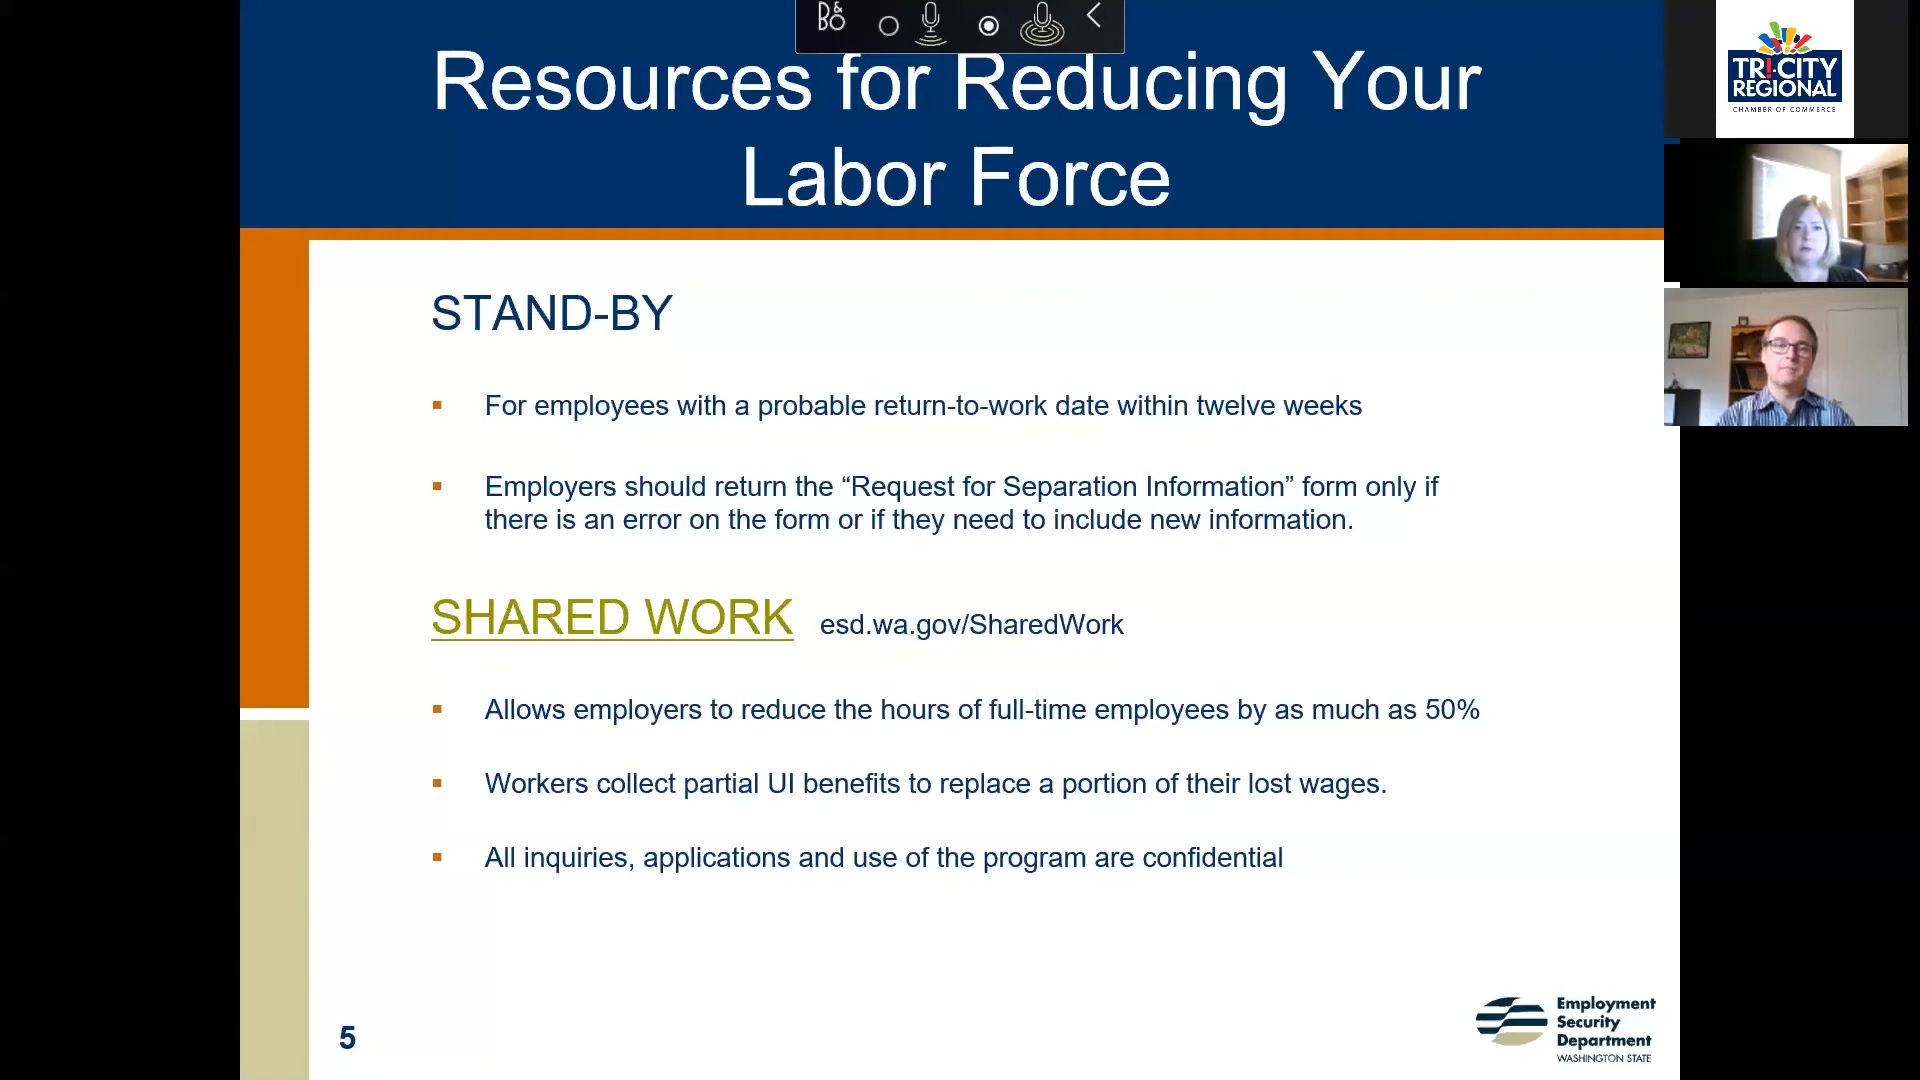 B&O
Resources for Reducing Your
Labor Force
TR!-CITY
REGIONAL
CHAMBER OF COMMERCE
STAND-BY
For employees with a probable return-to-work date within twelve weeks
Employers should return the “Request for Separation Information” form only if
there is an error on the form or if they need to include new information.
SHARED WORK esd.wa.gov/SharedWork
Allows employers to reduce the hours of full-time employees by as much as 50%
Workers collect partial UI benefits to replace a portion of their lost wages.
All inquiries, applications and use of the program are confidential
5
Employment
Security
Department
WASHINGTON STATE